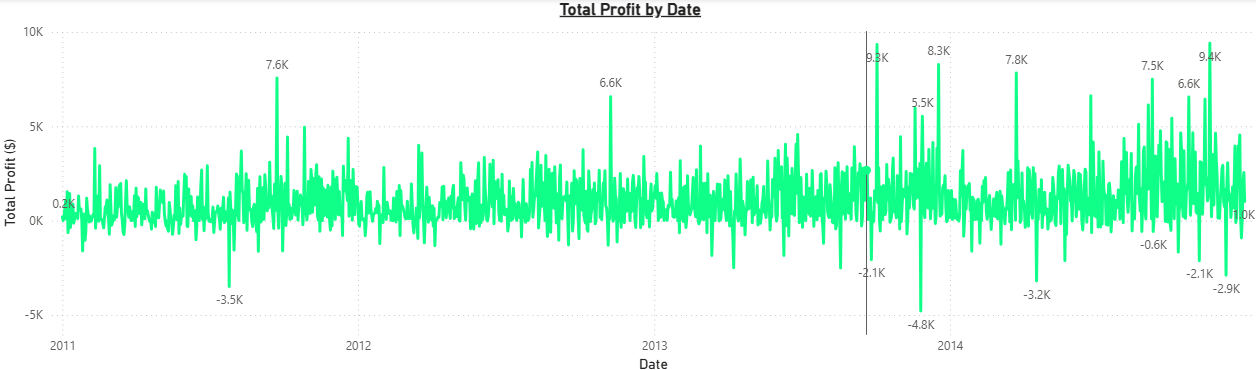 Total Profit by Date
10K
9.3K
8.3K
7.8K
9.4K
7.6K
7.5K
6.6K
6.6K
5.5K
5K
0.2K
1.0K
0K
-0.6K
-2.1K
-2.1K
-2.9K
-3.2K
-3.5K
-5K
-4.8K
Total Profit ($)
2011
2012
2013
2014
Date